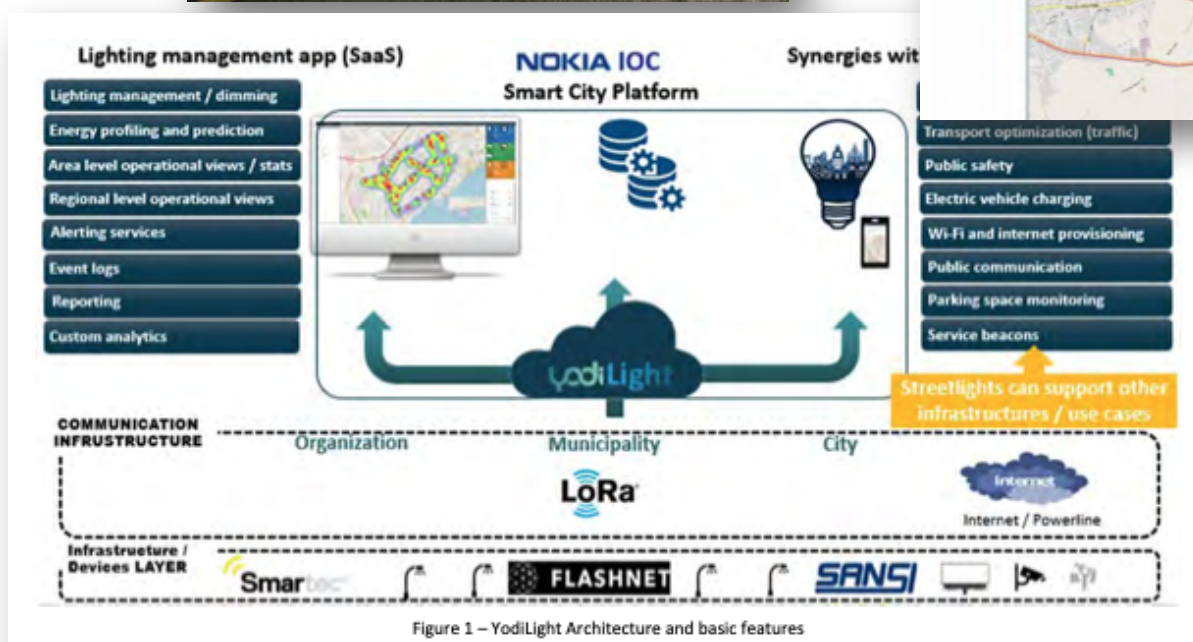 Lighting management app (SaaS)
NOKIA IOC
Smart City Platform
Synergies wit
Lighting management / dimming
Energy profiling and prediction
Area level operational views / stats
Regional level operational views
Alerting services
Event logs
Reporting
Custom analytics
Transport optimization (traffic)
Public safety
Electric vehicle charging
Wi-Fi and internet provisioning
Public communication
Parking space monitoring
Service beacons
yodiLight
Streetlights can support other
infrastructures / use cases
COMMUNICATION
INFRUSTRUCTURE
Organization
Municipality
City
LoRa
Internet
Internet / Powerline
Infrastructure /
Devices LAYER
Smartec
FLASHNET
SANSI
Figure 1 – YodiLight Architecture and basic features